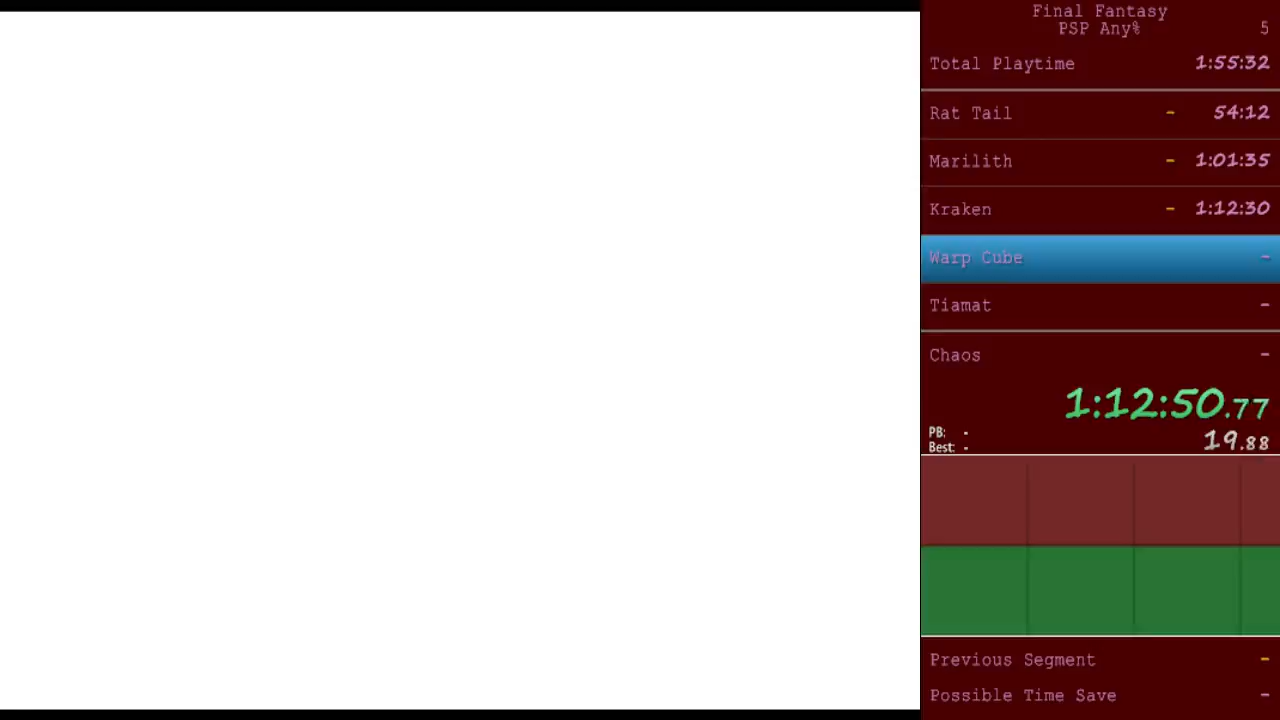 Final Fantasy
PSP Any% 5
Total Playtime 1:55:32
Rat Tail - 54:12
Marilith - 1:01:35
Kraken - 1:12:30
Warp Cube -
Tiamat -
Chaos -
1:12:50.77
PB: -
19.88
Best: -
Previous Segment -
Possible Time Save -